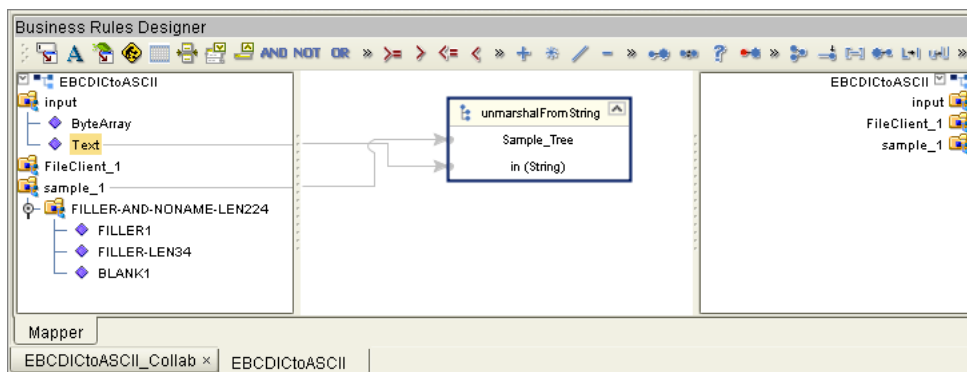 Business Rules Designer
A AND NOT OR » >= > <= < » + * / - » ? » »
EBCDICtoASCII
input
ByteArray
Text
FileClient_1
sample_1
FILLER-AND-NONAME-LEN224
FILLER1
FILLER-LEN34
BLANK1
unmarshalFromString
Sample_Tree
in (String)
EBCDICtoASCII
input
FileClient_1
sample_1
Mapper
EBCDICtoASCII_Collab ×
EBCDICtoASCII